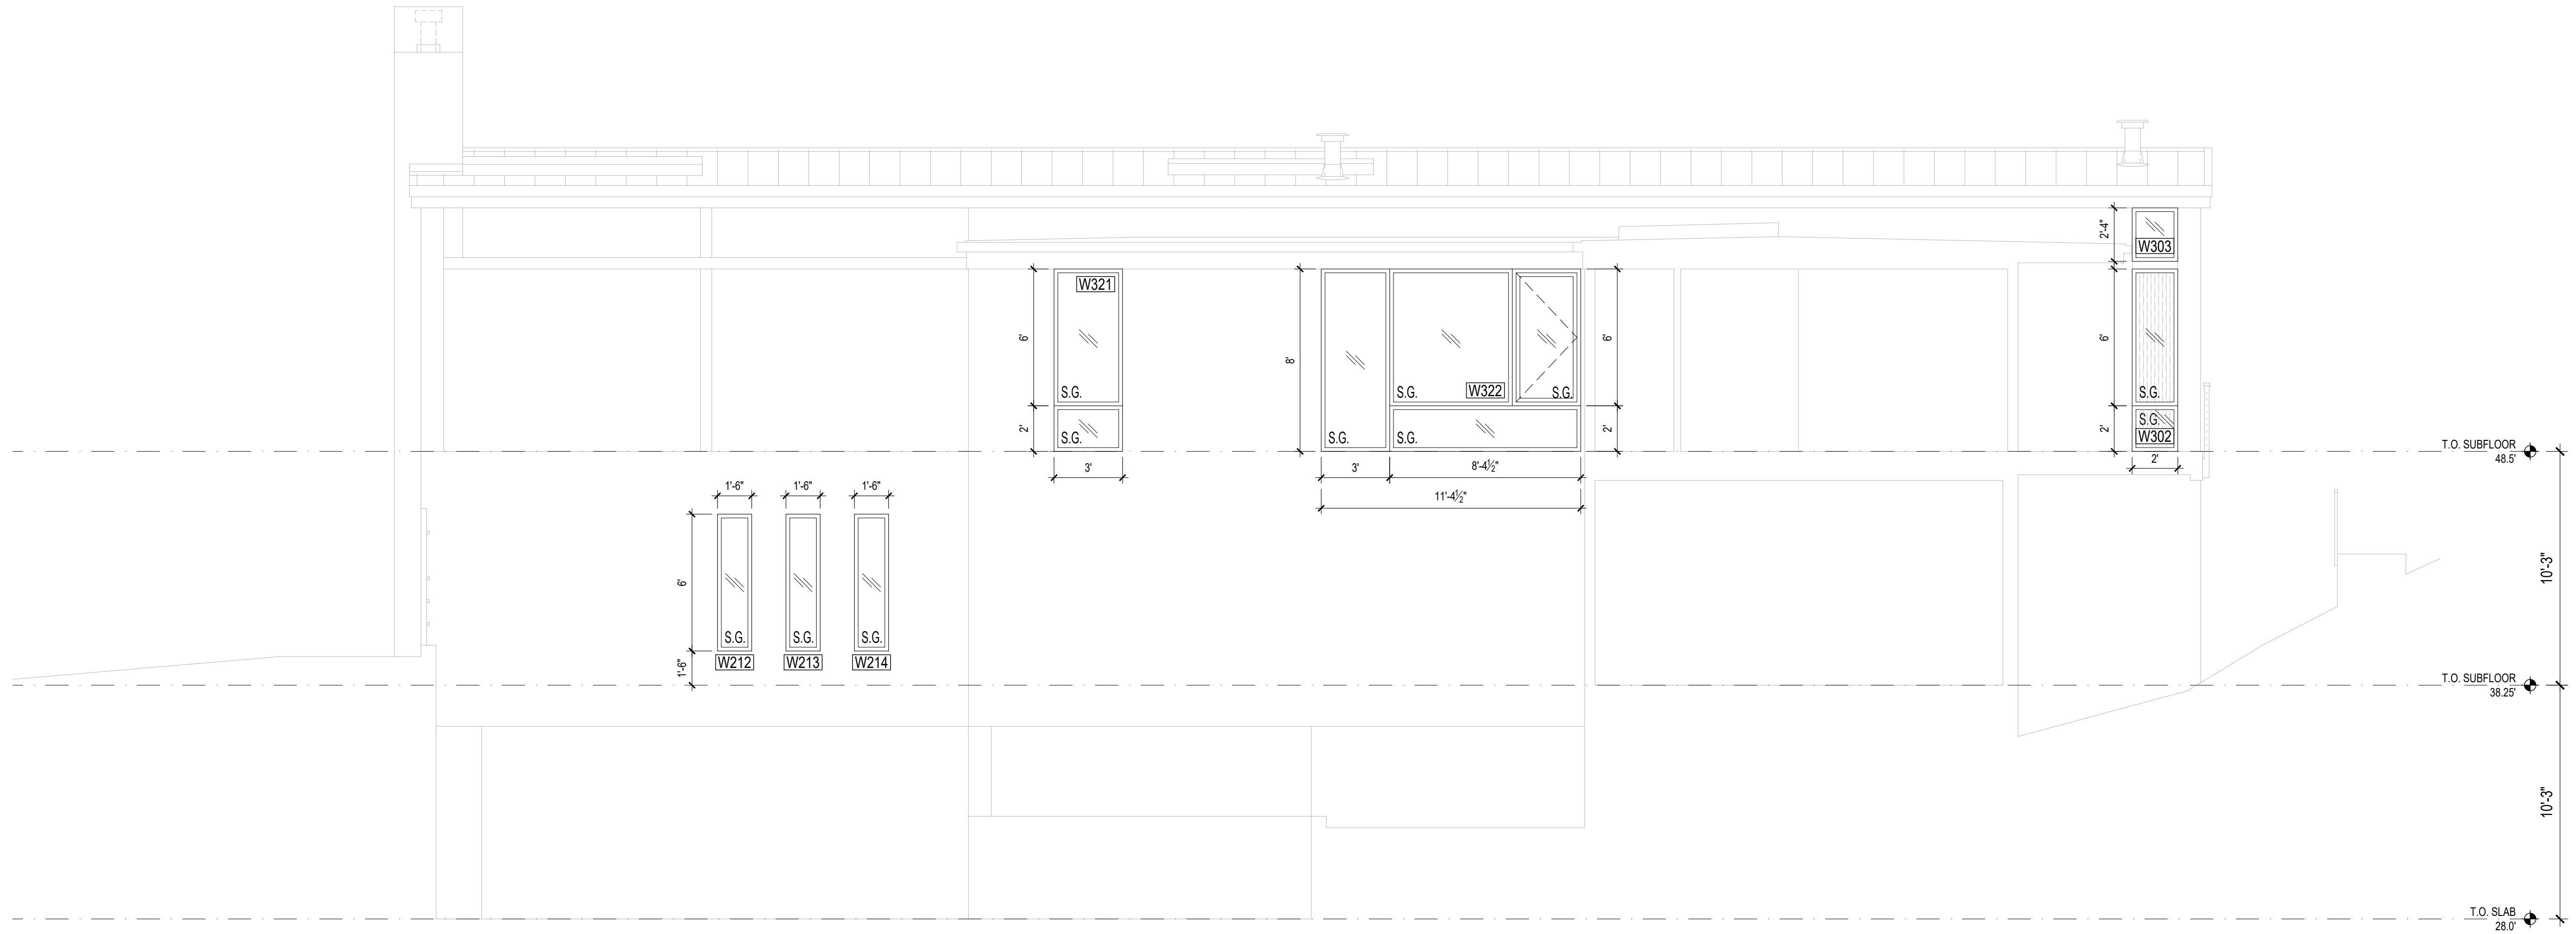 2'-4"
W303
W321
6'
S.G.
2'
S.G.
3'
8'
6'
S.G.
W322
S.G.
S.G.
S.G.
2'
3'
8'-4½"
11'-4½"
6'
S.G.
2'
S.G.
W302
2'
T.O. SUBFLOOR
48.5'
1'-6"
1'-6"
1'-6"
6'
S.G.
S.G.
S.G.
W212
W213
W214
1'-6"
10'-3"
T.O. SUBFLOOR
38.25'
10'-3"
T.O. SLAB
28.0'